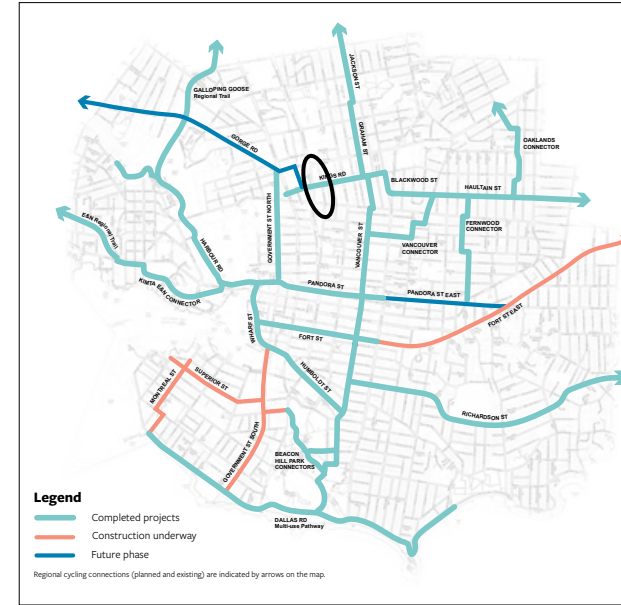 JACKSON ST
GALLOPING GOOSE
Regional Trail
GRAHAM ST
GORGE RD
OAKLANDS
CONNECTOR
KINGS RD
BLACKWOOD ST
HAULTAIN ST
E&N Regional Trail
GOVERNMENT ST NORTH
VANCOUVER ST
FERNWOOD
CONNECTOR
HARBOUR RD
VANCOUVER
CONNECTOR
KIMTA E&N CONNECTOR
PANDORA ST
PANDORA ST EAST
FORT ST EAST
WHARF ST
FORT ST
HUMBOLDT ST
MONTREAL ST
SUPERIOR ST
RICHARDSON ST
GOVERNMENT ST SOUTH
BEACON
HILL PARK
CONNECTORS
DALLAS RD
Multi-use Pathway
Legend
Completed projects
Construction underway
Future phase
Regional cycling connections (planned and existing) are indicated by arrows on the map.